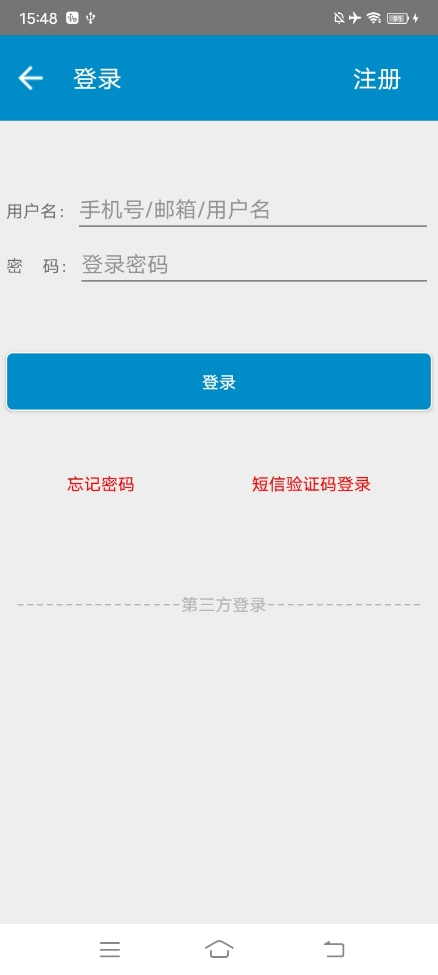 15:48 91
登录 注册
用户名： 手机号/邮箱/用户名
密 码： 登录密码
登录
忘记密码 短信验证码登录
-----------------第三方登录----------------